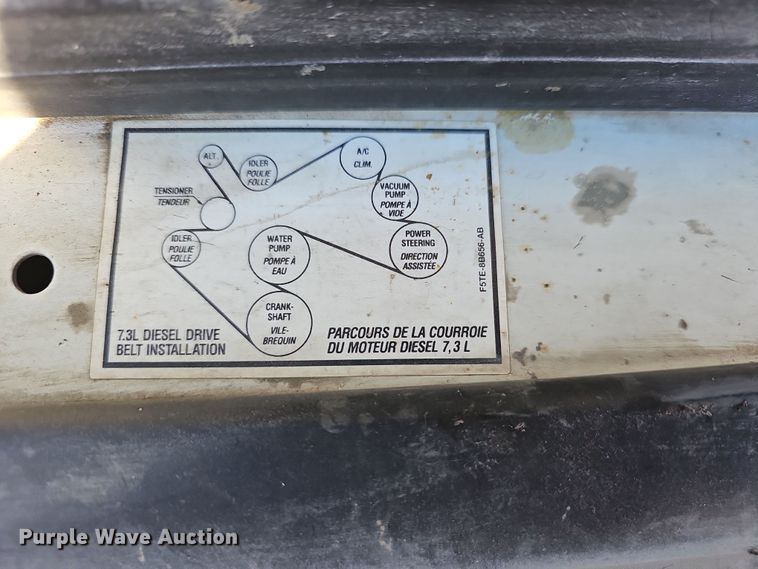 ALT.
IDLER
POULIE
FOLLE
A/C
CLIM.
TENSIONER
TENDEUR
VACUUM
PUMP
POMPE À
VIDE
IDLER
POULIE
FOLLE
WATER
PUMP
POMPE À
EAU
POWER
STEERING
DIRECTION
ASSISTÉE
CRANK-
SHAFT
VILE-
BREQUIN
F5TE-8B656-AB
7.3L DIESEL DRIVE
BELT INSTALLATION
PARCOURS DE LA COURROIE
DU MOTEUR DIESEL 7,3 L
Purple Wave Auction